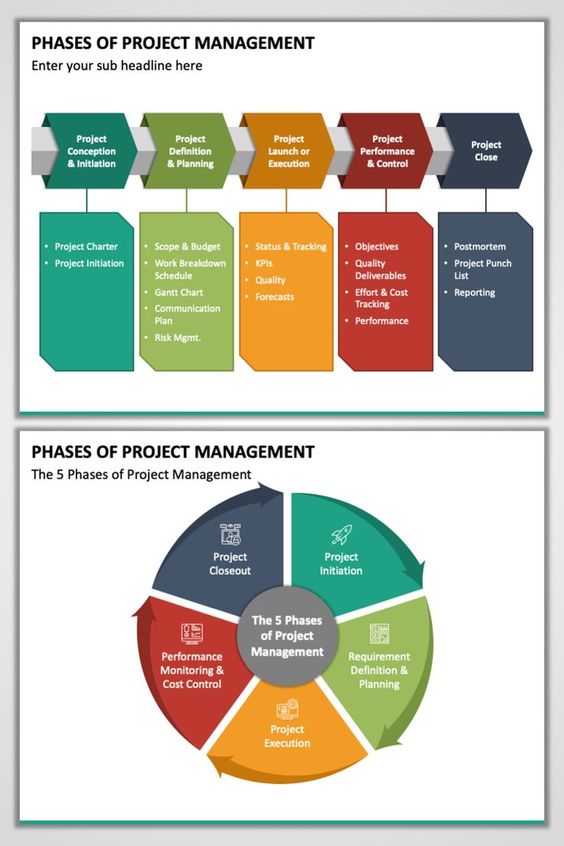 PHASES OF PROJECT MANAGEMENT
Enter your sub headline here
Project
Conception
& Initiation
Project
Definition
& Planning
Project
Launch or
Execution
Project
Performance
& Control
Project
Close
• Project Charter
• Project Initiation
• Scope & Budget
• Work Breakdown
Schedule
• Gantt Chart
• Communication
Plan
• Risk Mgmt.
• Status & Tracking
• KPIs
• Quality
• Forecasts
• Objectives
• Quality
Deliverables
• Effort & Cost
Tracking
• Performance
• Postmortem
• Project Punch
List
• Reporting
PHASES OF PROJECT MANAGEMENT
The 5 Phases of Project Management
Project
Closeout
Project
Initiation
The 5 Phases
of Project
Management
Performance
Monitoring &
Cost Control
Requirement
Definition &
Planning
Project
Execution